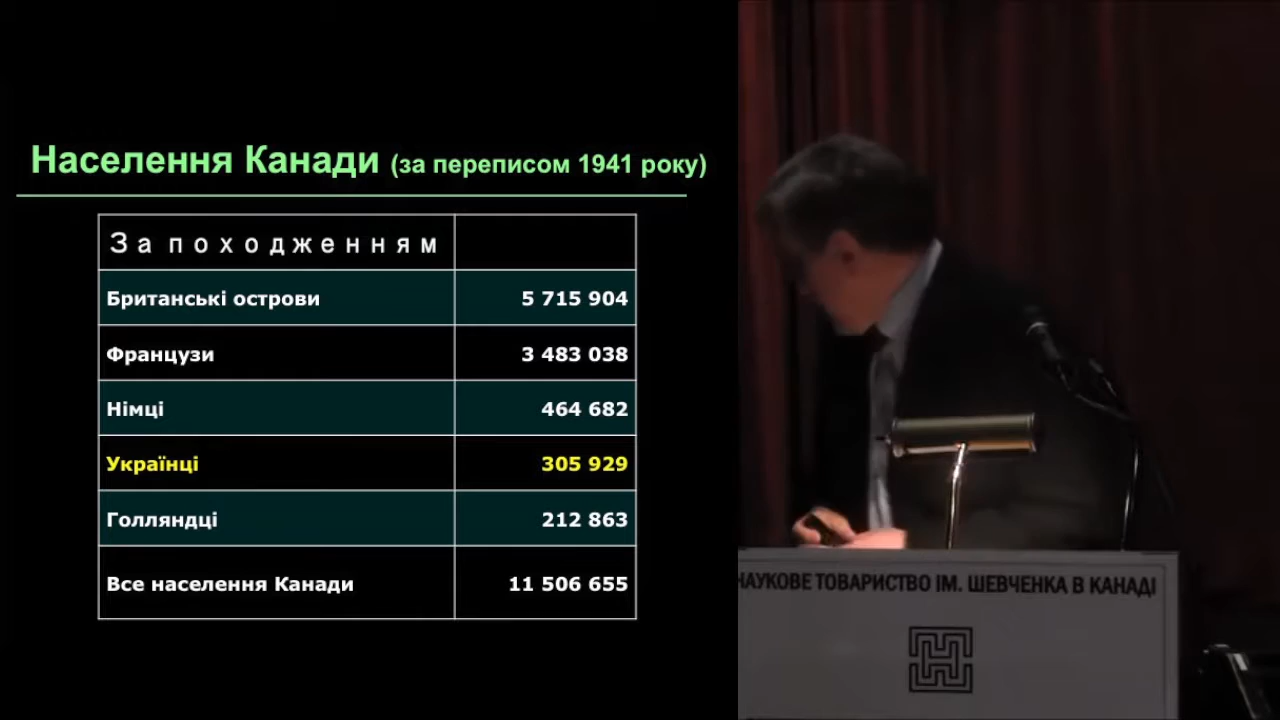 Населення Канади (за переписом 1941 року)
За походженням
Британські острови 5 715 904
Французи 3 483 038
Німці 464 682
Українці 305 929
Голляндці 212 863
Все населення Канади 11 506 655
НАУКОВЕ ТОВАРИСТВО ІМ. ШЕВЧЕНКА В КАНАДІ